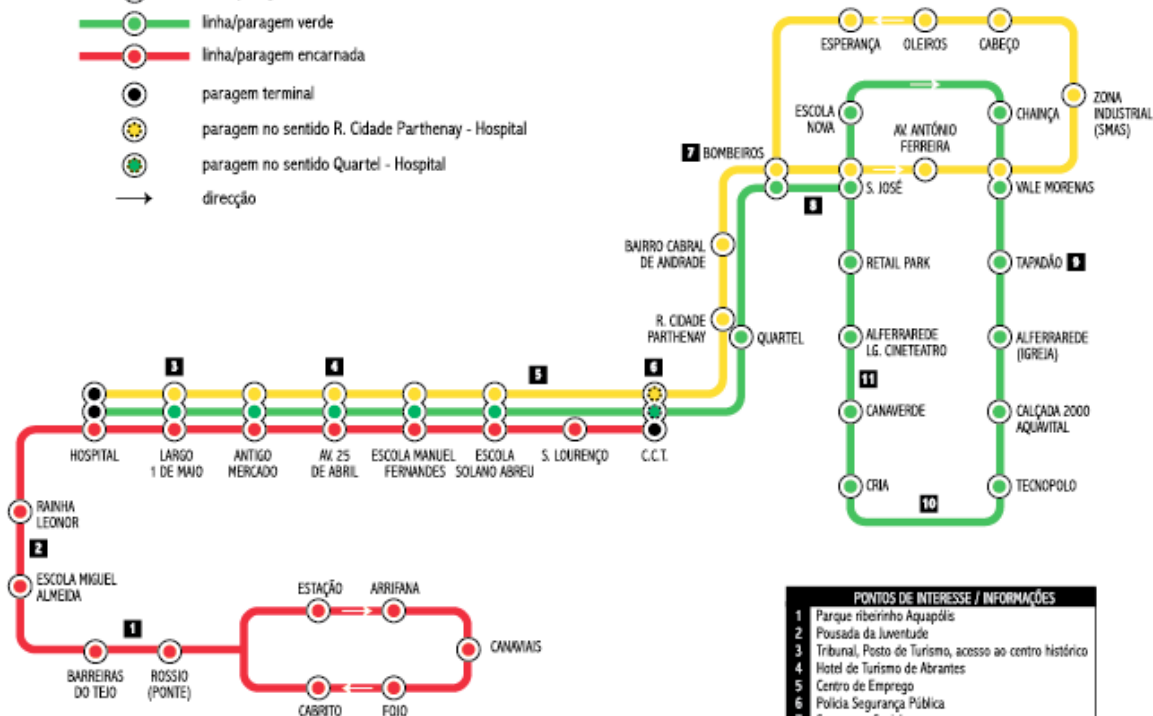 linha/paragem verde
linha/paragem encarnada
paragem terminal
paragem no sentido R. Cidade Parthenay - Hospital
paragem no sentido Quartel - Hospital
direcção
ESPERANÇA
OLEIROS
CABEÇO
ZONA
INDUSTRIAL
(SMAS)
ESCOLA
NOVA
CHAINÇA
AV. ANTÓNIO
FERREIRA
7 BOMBEIROS
8
S. JOSÉ
VALE MORENAS
BAIRRO CABRAL
DE ANDRADE
RETAIL PARK
TAPADÃO 9
R. CIDADE
PARTHENAY
QUARTEL
ALFERRAREDE
LG. CINETEATRO
ALFERRAREDE
(IGREJA)
3
4
5
6
11
CANAVERDE
CALÇADA 2000
AQUAVITAL
HOSPITAL
LARGO
1 DE MAIO
ANTIGO
MERCADO
AV. 25
DE ABRIL
ESCOLA MANUEL
FERNANDES
ESCOLA
SOLANO ABREU
S. LOURENÇO
C.C.T.
CRIA
10
TECNOPOLO
RAINHA
LEONOR
2
ESCOLA MIGUEL
ALMEIDA
1
BARREIRAS
DO TEJO
ROSSIO
(PONTE)
ESTAÇÃO
ARRIFANA
CANAVIAIS
CABRITO
FOJO
PONTOS DE INTERESSE / INFORMAÇÕES
1 Parque ribeirinho Aquapólis
2 Pousada da Juventude
3 Tribunal, Posto de Turismo, acesso ao centro histórico
4 Hotel de Turismo de Abrantes
5 Centro de Emprego
6 Policia Segurança Pública